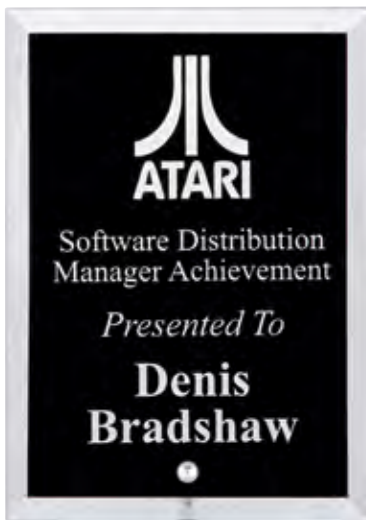 ATARI
Software Distribution
Manager Achievement
Presented To
Denis
Bradshaw